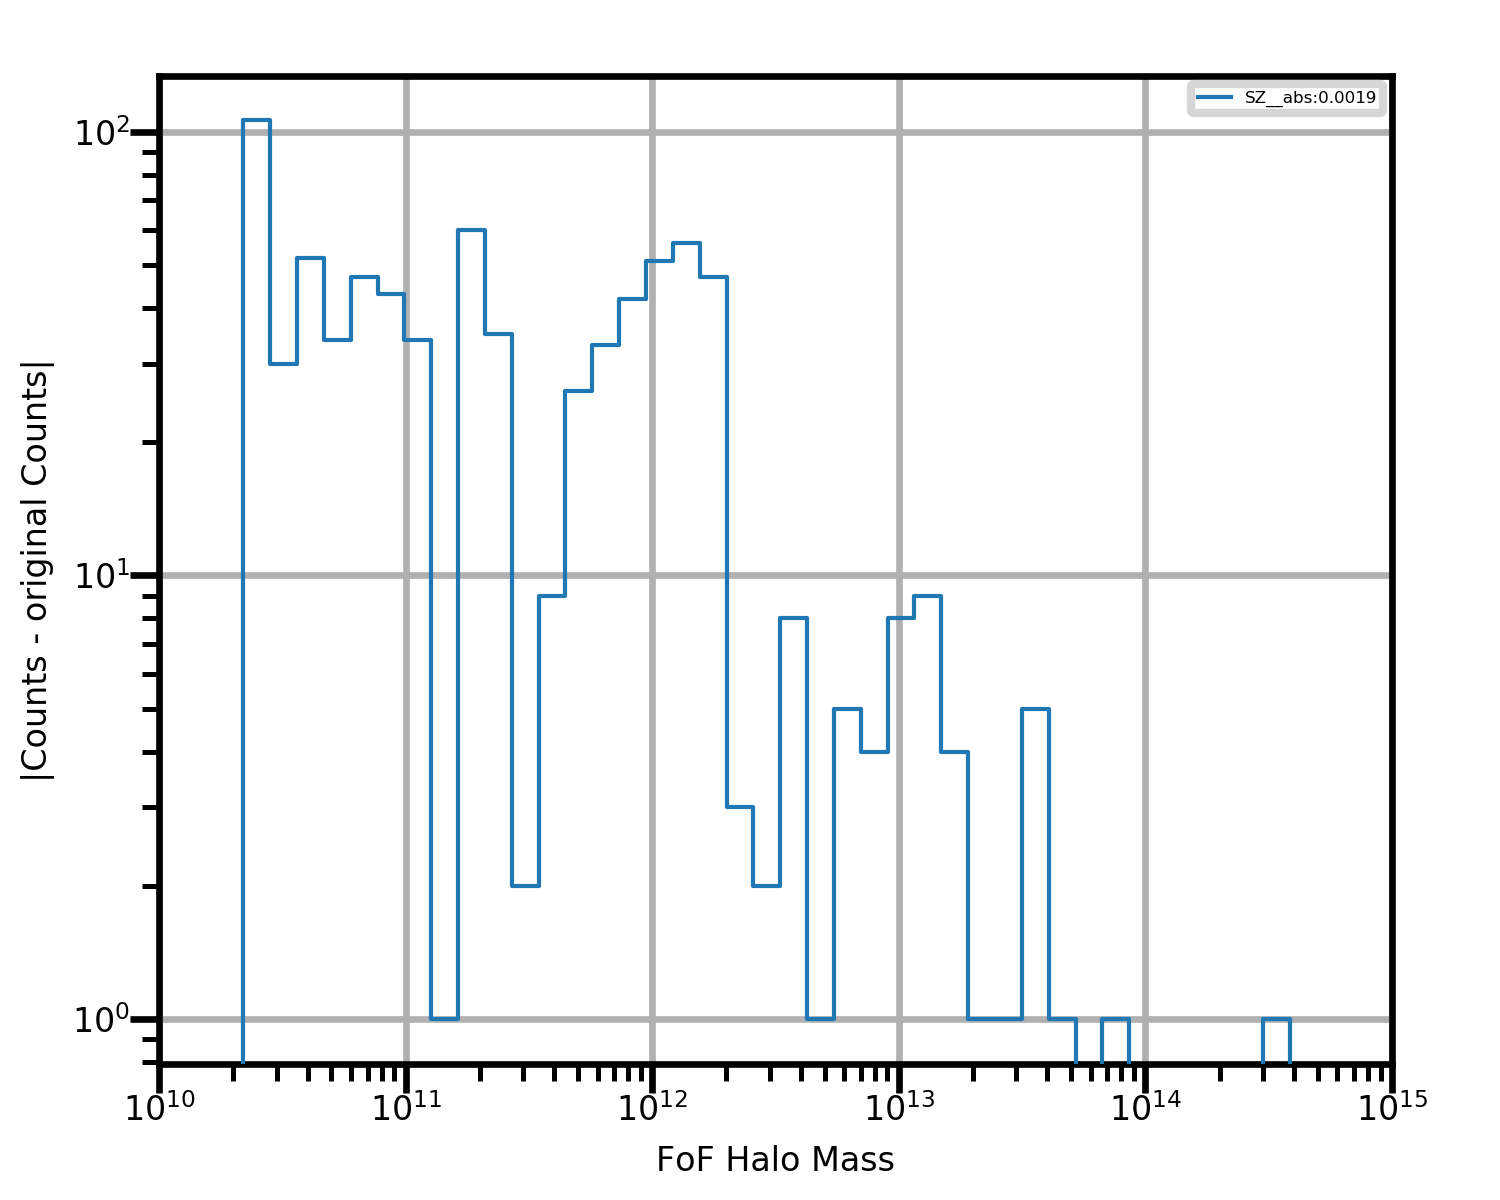 SZ__abs:0.0019
10²
10¹
10⁰
|Counts - original Counts|
10¹⁰ 10¹¹ 10¹² 10¹³ 10¹⁴ 10¹⁵
FoF Halo Mass